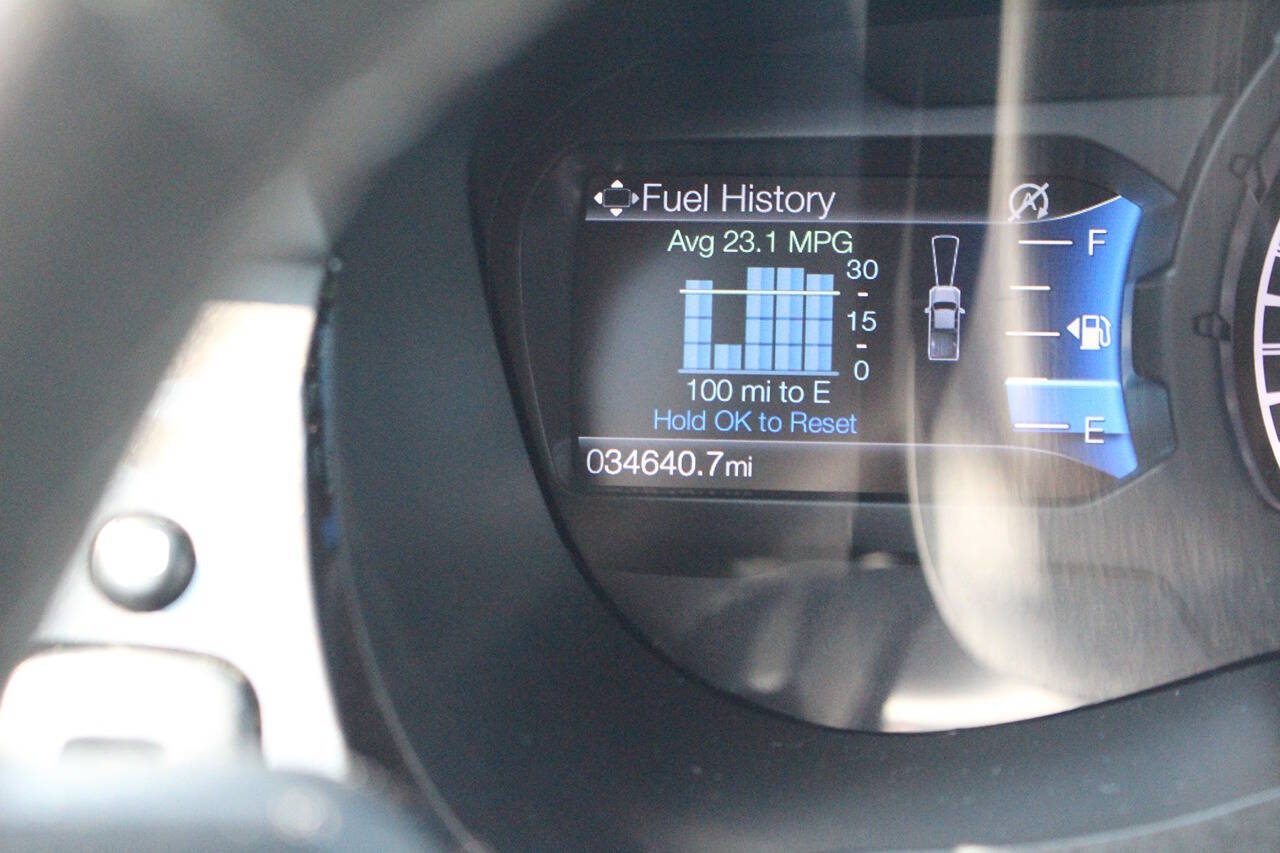 Fuel History
A
Avg 23.1 MPG
F
30
15
0
100 mi to E
Hold OK to Reset
E
034640.7mi